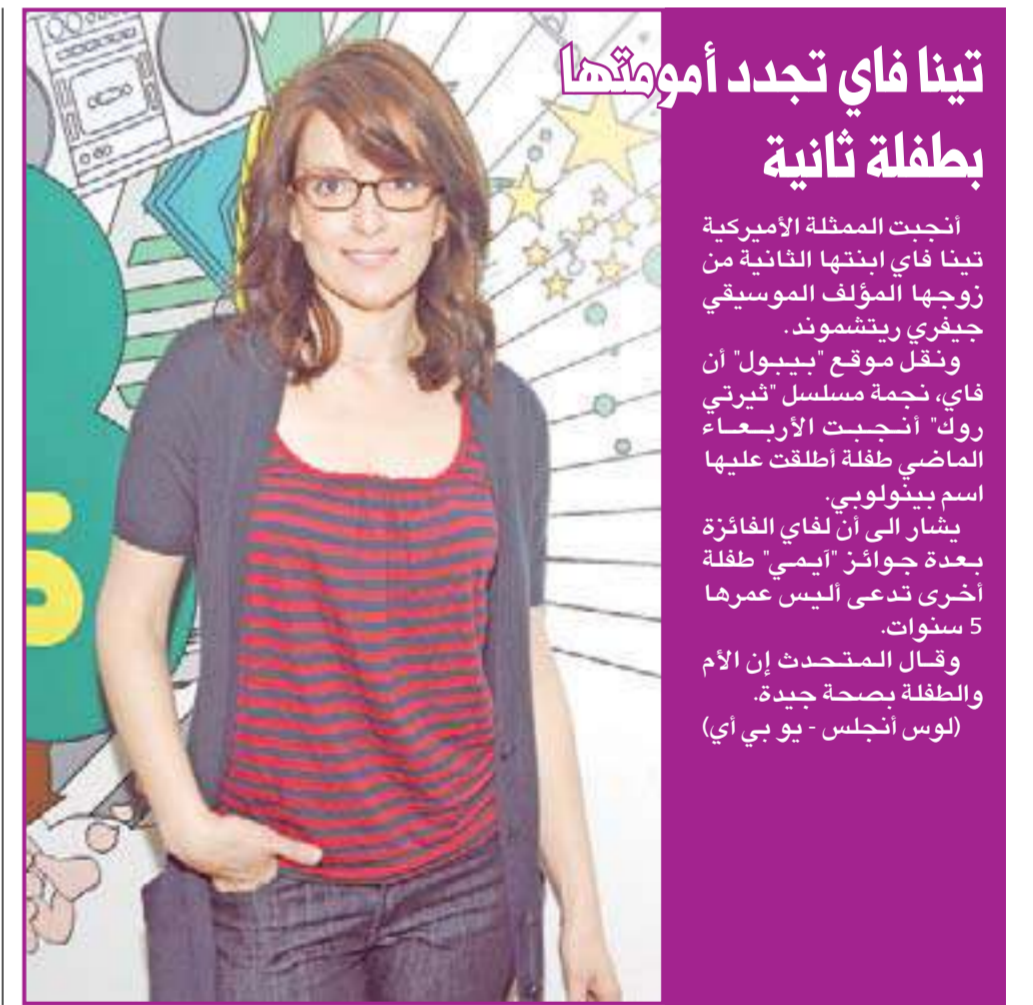 تينا فاي تجدد أمومتها
بطفلة ثانية
أنجبت الممثلة الأميركية
تينا فاي ابنتها الثانية من
زوجها المؤلف الموسيقي
جيفري ريتشموند.
ونقل موقع "بيبول" أن
فاي، نجمة مسلسل "ثيرتي
روك" أنجبت الأربعاء
الماضي طفلة أطلقت عليها
اسم بينولوبي.
يشار الى أن لفاي الفائزة
بعدة جوائز "آيمي" طفلة
أخرى تدعى أليس عمرها
5 سنوات.
وقال المتحدث إن الأم
والطفلة بصحة جيدة.
(لوس أنجلس - يو بي أي)